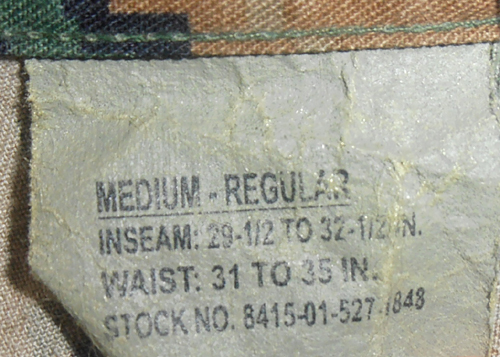 MEDIUM - REGULAR
INSEAM: 29-1/2 TO 32-1/2 IN.
WAIST: 31 TO 35 IN.
STOCK NO. 8415-01-527-1848